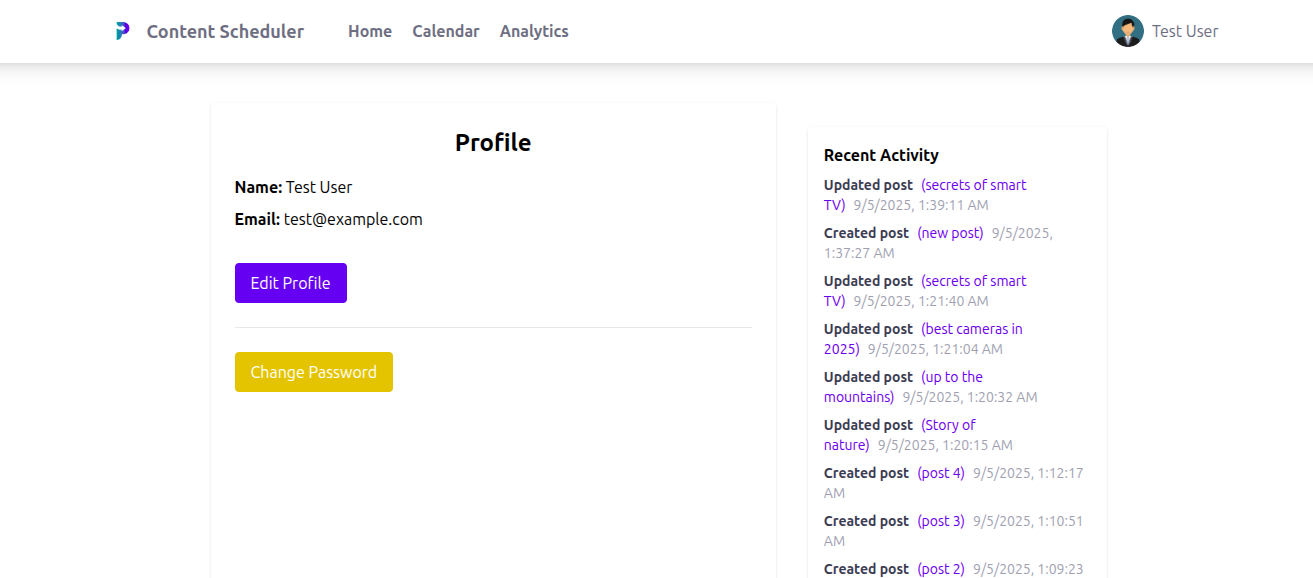 Content Scheduler Home Calendar Analytics Test User
Profile
Name: Test User
Email: test@example.com
Edit Profile
Change Password
Recent Activity
Updated post (secrets of smart
TV) 9/5/2025, 1:39:11 AM
Created post (new post) 9/5/2025,
1:37:27 AM
Updated post (secrets of smart
TV) 9/5/2025, 1:21:40 AM
Updated post (best cameras in
2025) 9/5/2025, 1:21:04 AM
Updated post (up to the
mountains) 9/5/2025, 1:20:32 AM
Updated post (Story of
nature) 9/5/2025, 1:20:15 AM
Created post (post 4) 9/5/2025, 1:12:17
AM
Created post (post 3) 9/5/2025, 1:10:51
AM
Created post (post 2) 9/5/2025, 1:09:23